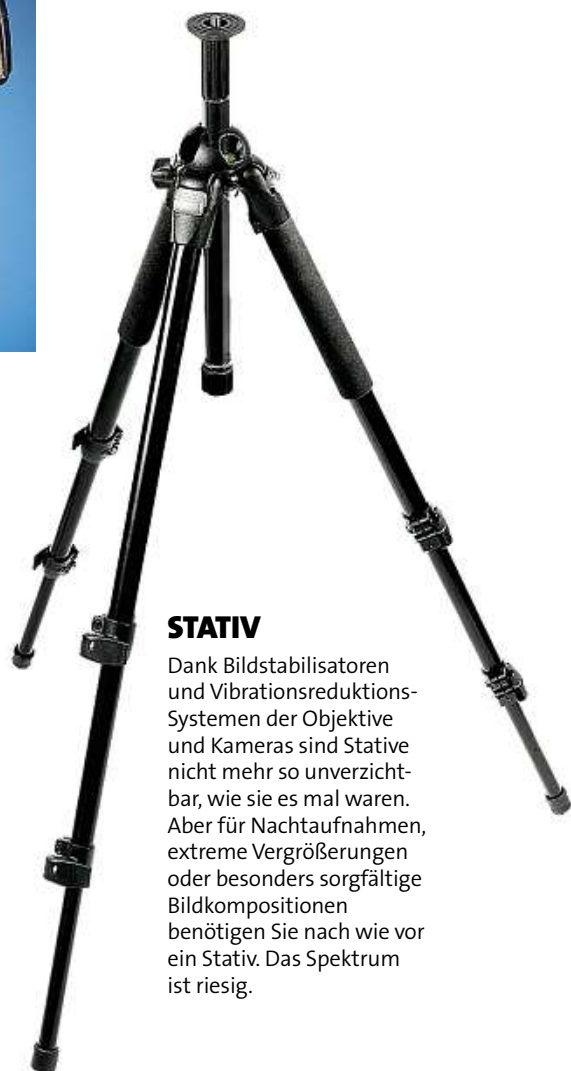 STATIV
Dank Bildstabilisatoren
und Vibrationsreduktions-
Systemen der Objektive
und Kameras sind Stative
nicht mehr so unverzicht-
bar, wie sie es mal waren.
Aber für Nachtaufnahmen,
extreme Vergrößerungen
oder besonders sorgfältige
Bildkompositionen
benötigen Sie nach wie vor
ein Stativ. Das Spektrum
ist riesig.